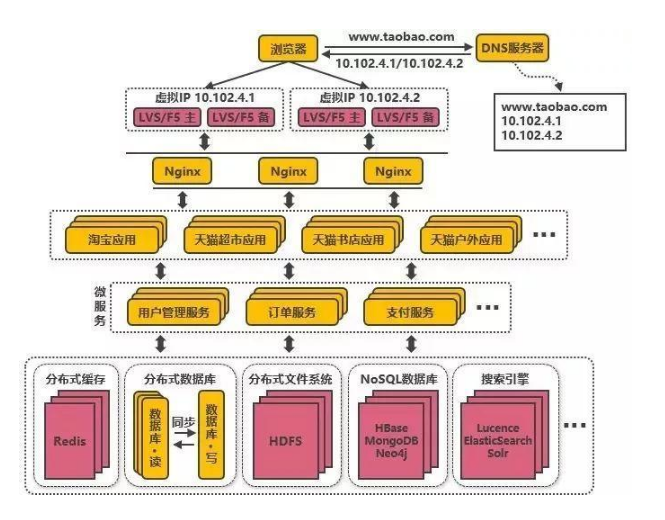 www.taobao.com
浏览器
DNS服务器
10.102.4.1/10.102.4.2
虚拟IP 10.102.4.1
虚拟IP 10.102.4.2
www.taobao.com
10.102.4.1
10.102.4.2
LVS/F5 主
LVS/F5 备
LVS/F5 主
LVS/F5 备
Nginx
Nginx
Nginx
淘宝应用
天猫超市应用
天猫书店应用
天猫户外应用
...
微服务
用户管理服务
订单服务
支付服务
...
分布式缓存
Redis
分布式数据库
数据库·读
同步
数据库·写
分布式文件系统
HDFS
NoSQL数据库
HBase
MongoDB
Neo4j
搜索引擎
Lucence
ElasticSearch
Solr
...